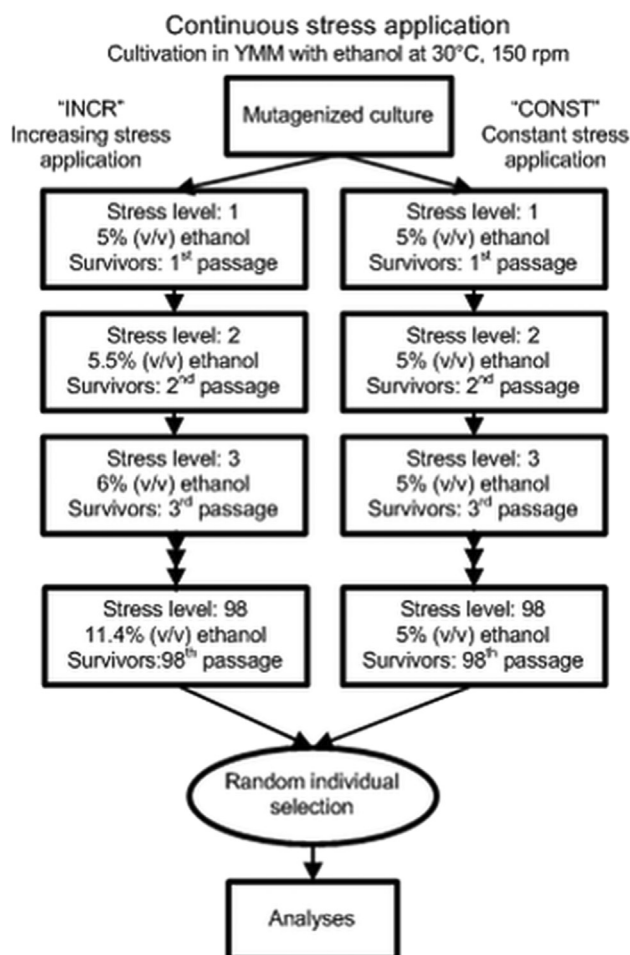 Continuous stress application
Cultivation in YMM with ethanol at 30°C, 150 rpm
"INCR"
Increasing stress
application
Mutagenized culture
"CONST"
Constant stress
application
Stress level: 1
5% (v/v) ethanol
Survivors: 1st passage
Stress level: 1
5% (v/v) ethanol
Survivors: 1st passage
Stress level: 2
5.5% (v/v) ethanol
Survivors: 2nd passage
Stress level: 2
5% (v/v) ethanol
Survivors: 2nd passage
Stress level: 3
6% (v/v) ethanol
Survivors: 3rd passage
Stress level: 3
5% (v/v) ethanol
Survivors: 3rd passage
Stress level: 98
11.4% (v/v) ethanol
Survivors:98th passage
Stress level: 98
5% (v/v) ethanol
Survivors: 98th passage
Random individual
selection
Analyses